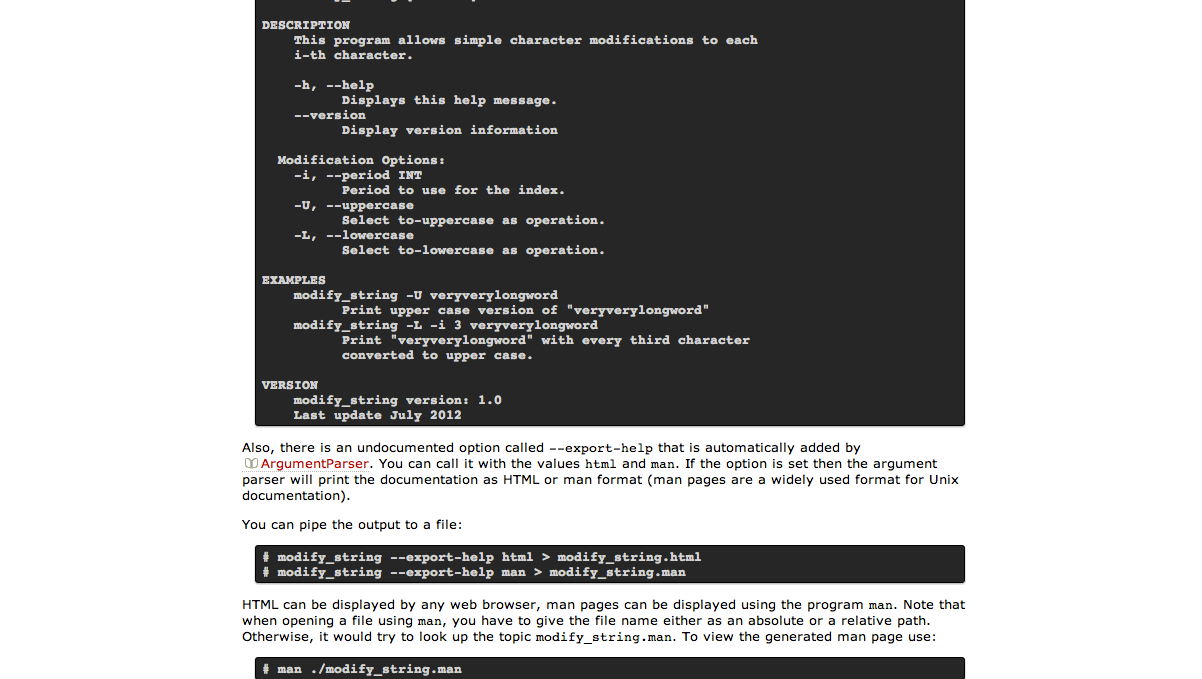 DESCRIPTION
This program allows simple character modifications to each
i-th character.
-h, --help
Displays this help message.
--version
Display version information
Modification Options:
-i, --period INT
Period to use for the index.
-U, --uppercase
Select to-uppercase as operation.
-L, --lowercase
Select to-lowercase as operation.
EXAMPLES
modify_string -U veryverylongword
Print upper case version of "veryverylongword"
modify_string -L -i 3 veryverylongword
Print "veryverylongword" with every third character
converted to upper case.
VERSION
modify_string version: 1.0
Last update July 2012
Also, there is an undocumented option called --export-help that is automatically added by
ArgumentParser. You can call it with the values html and man. If the option is set then the argument
parser will print the documentation as HTML or man format (man pages are a widely used format for Unix
documentation).
You can pipe the output to a file:
# modify_string --export-help html > modify_string.html
# modify_string --export-help man > modify_string.man
HTML can be displayed by any web browser, man pages can be displayed using the program man. Note that
when opening a file using man, you have to give the file name either as an absolute or a relative path.
Otherwise, it would try to look up the topic modify_string.man. To view the generated man page use:
# man ./modify_string.man